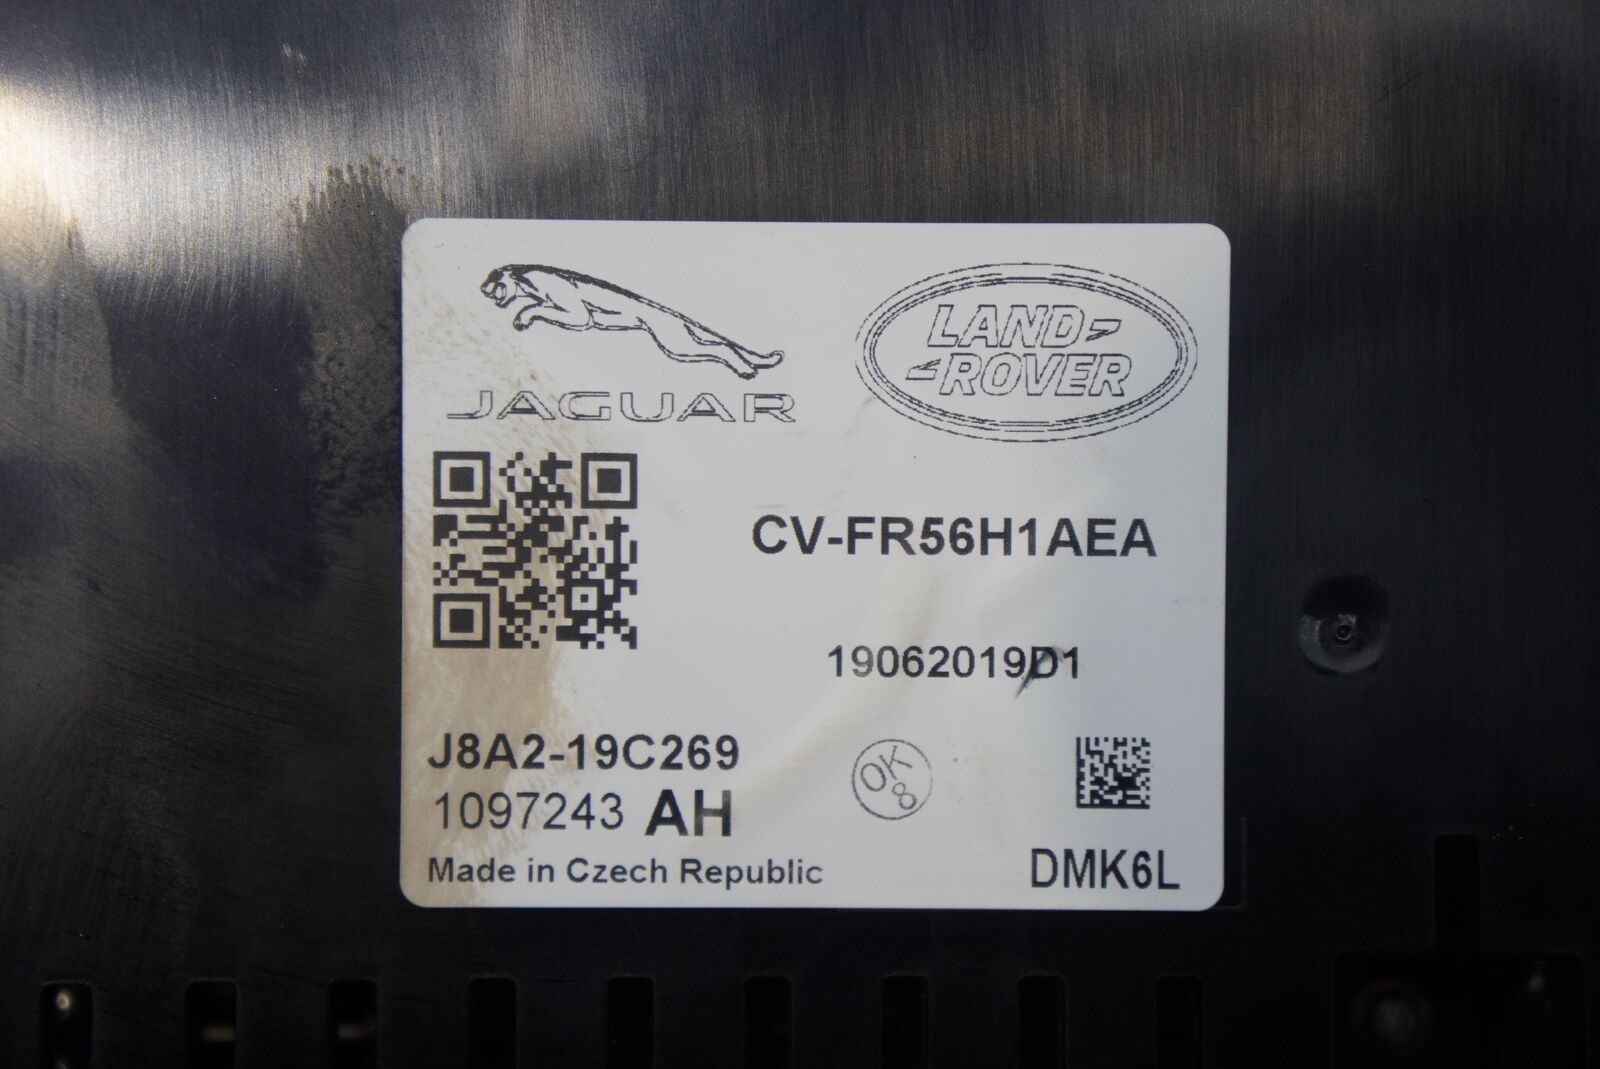 JAGUAR
LAND
ROVER
CV-FR56H1AEA
19062019D1
J8A2-19C269
1097243 AH
OK
8
Made in Czech Republic
DMK6L